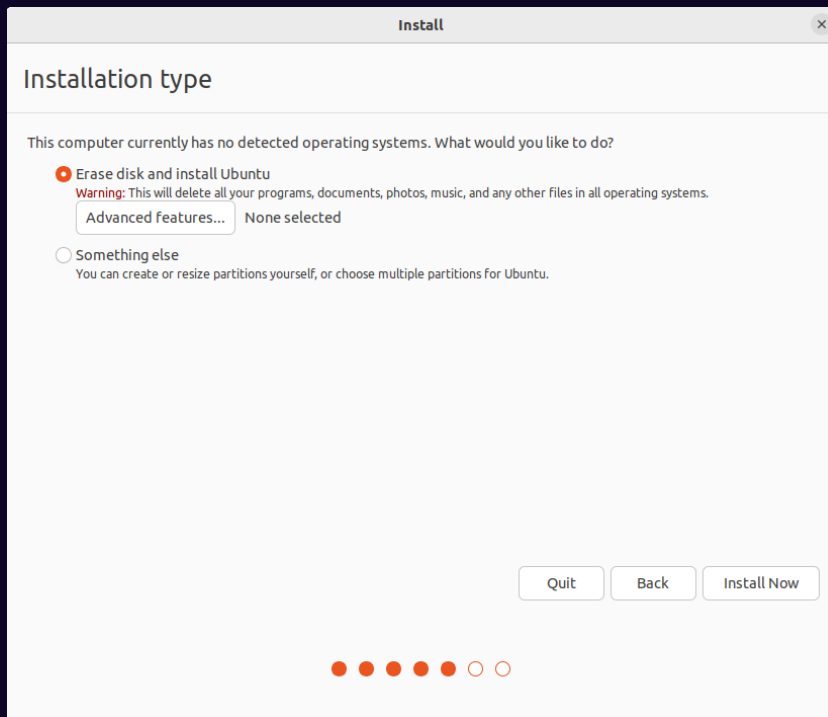 Install
Installation type
This computer currently has no detected operating systems. What would you like to do?
Erase disk and install Ubuntu
Warning: This will delete all your programs, documents, photos, music, and any other files in all operating systems.
Advanced features... None selected
Something else
You can create or resize partitions yourself, or choose multiple partitions for Ubuntu.
Quit Back Install Now